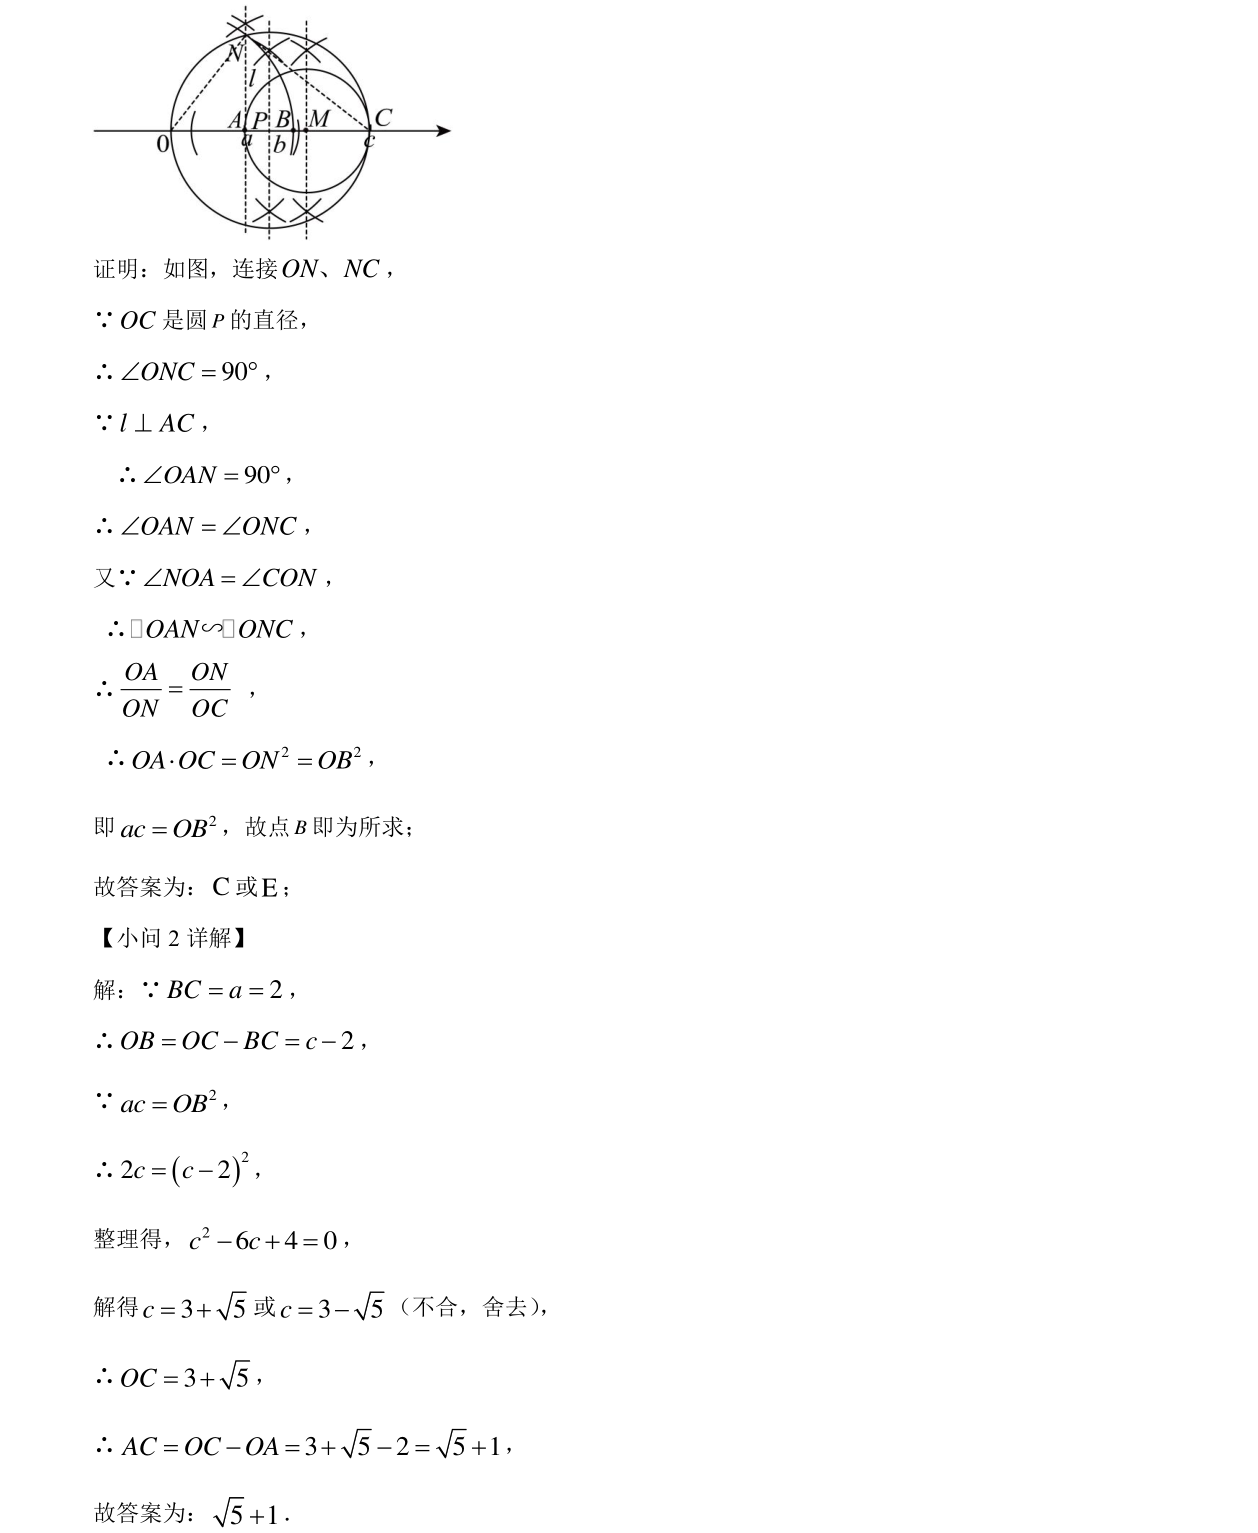 N
l
A P B M C
0 a b c
证明：如图，连接ON、NC，
∵OC是圆P的直径，
∴∠ONC=90°，
∵l⊥AC，
∴∠OAN=90°，
∴∠OAN=∠ONC，
又∵∠NOA=∠CON，
∴□OAN∽□ONC，
∴OA/ON=ON/OC，
∴OA·OC=ON²=OB²，
即ac=OB²，故点B即为所求；
故答案为：C或E；
【小问2详解】
解：∵BC=a=2，
∴OB=OC−BC=c−2，
∵ac=OB²，
∴2c=(c−2)²，
整理得，c²−6c+4=0，
解得c=3+√5或c=3−√5（不合，舍去），
∴OC=3+√5，
∴AC=OC−OA=3+√5−2=√5+1，
故答案为：√5+1．